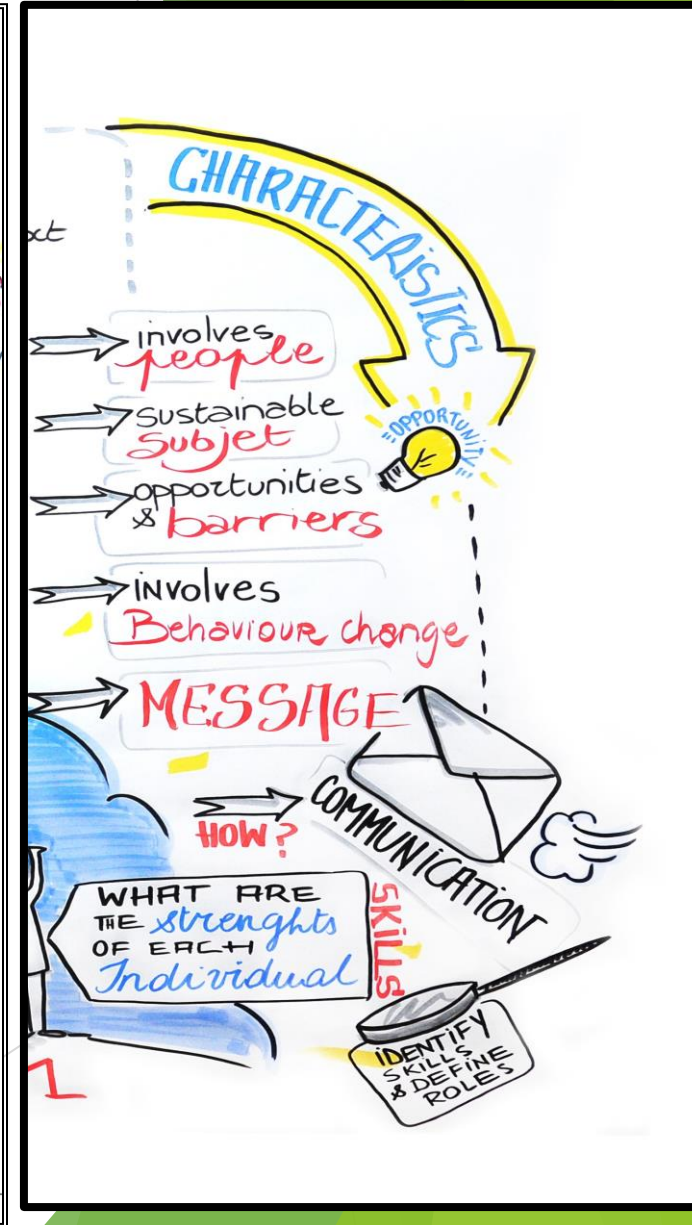 CHARACTERISTICS
involves
people
sustainable
subjet
"OPPORTUNITY"
opportunities
& barriers
involves
Behaviour change
MESSAGE
HOW?
COMMUNICATION
WHAT ARE
THE strenghts
OF EACH
Individual
SKILLS
IDENTIFY
SKILLS
& DEFINE
ROLES
1